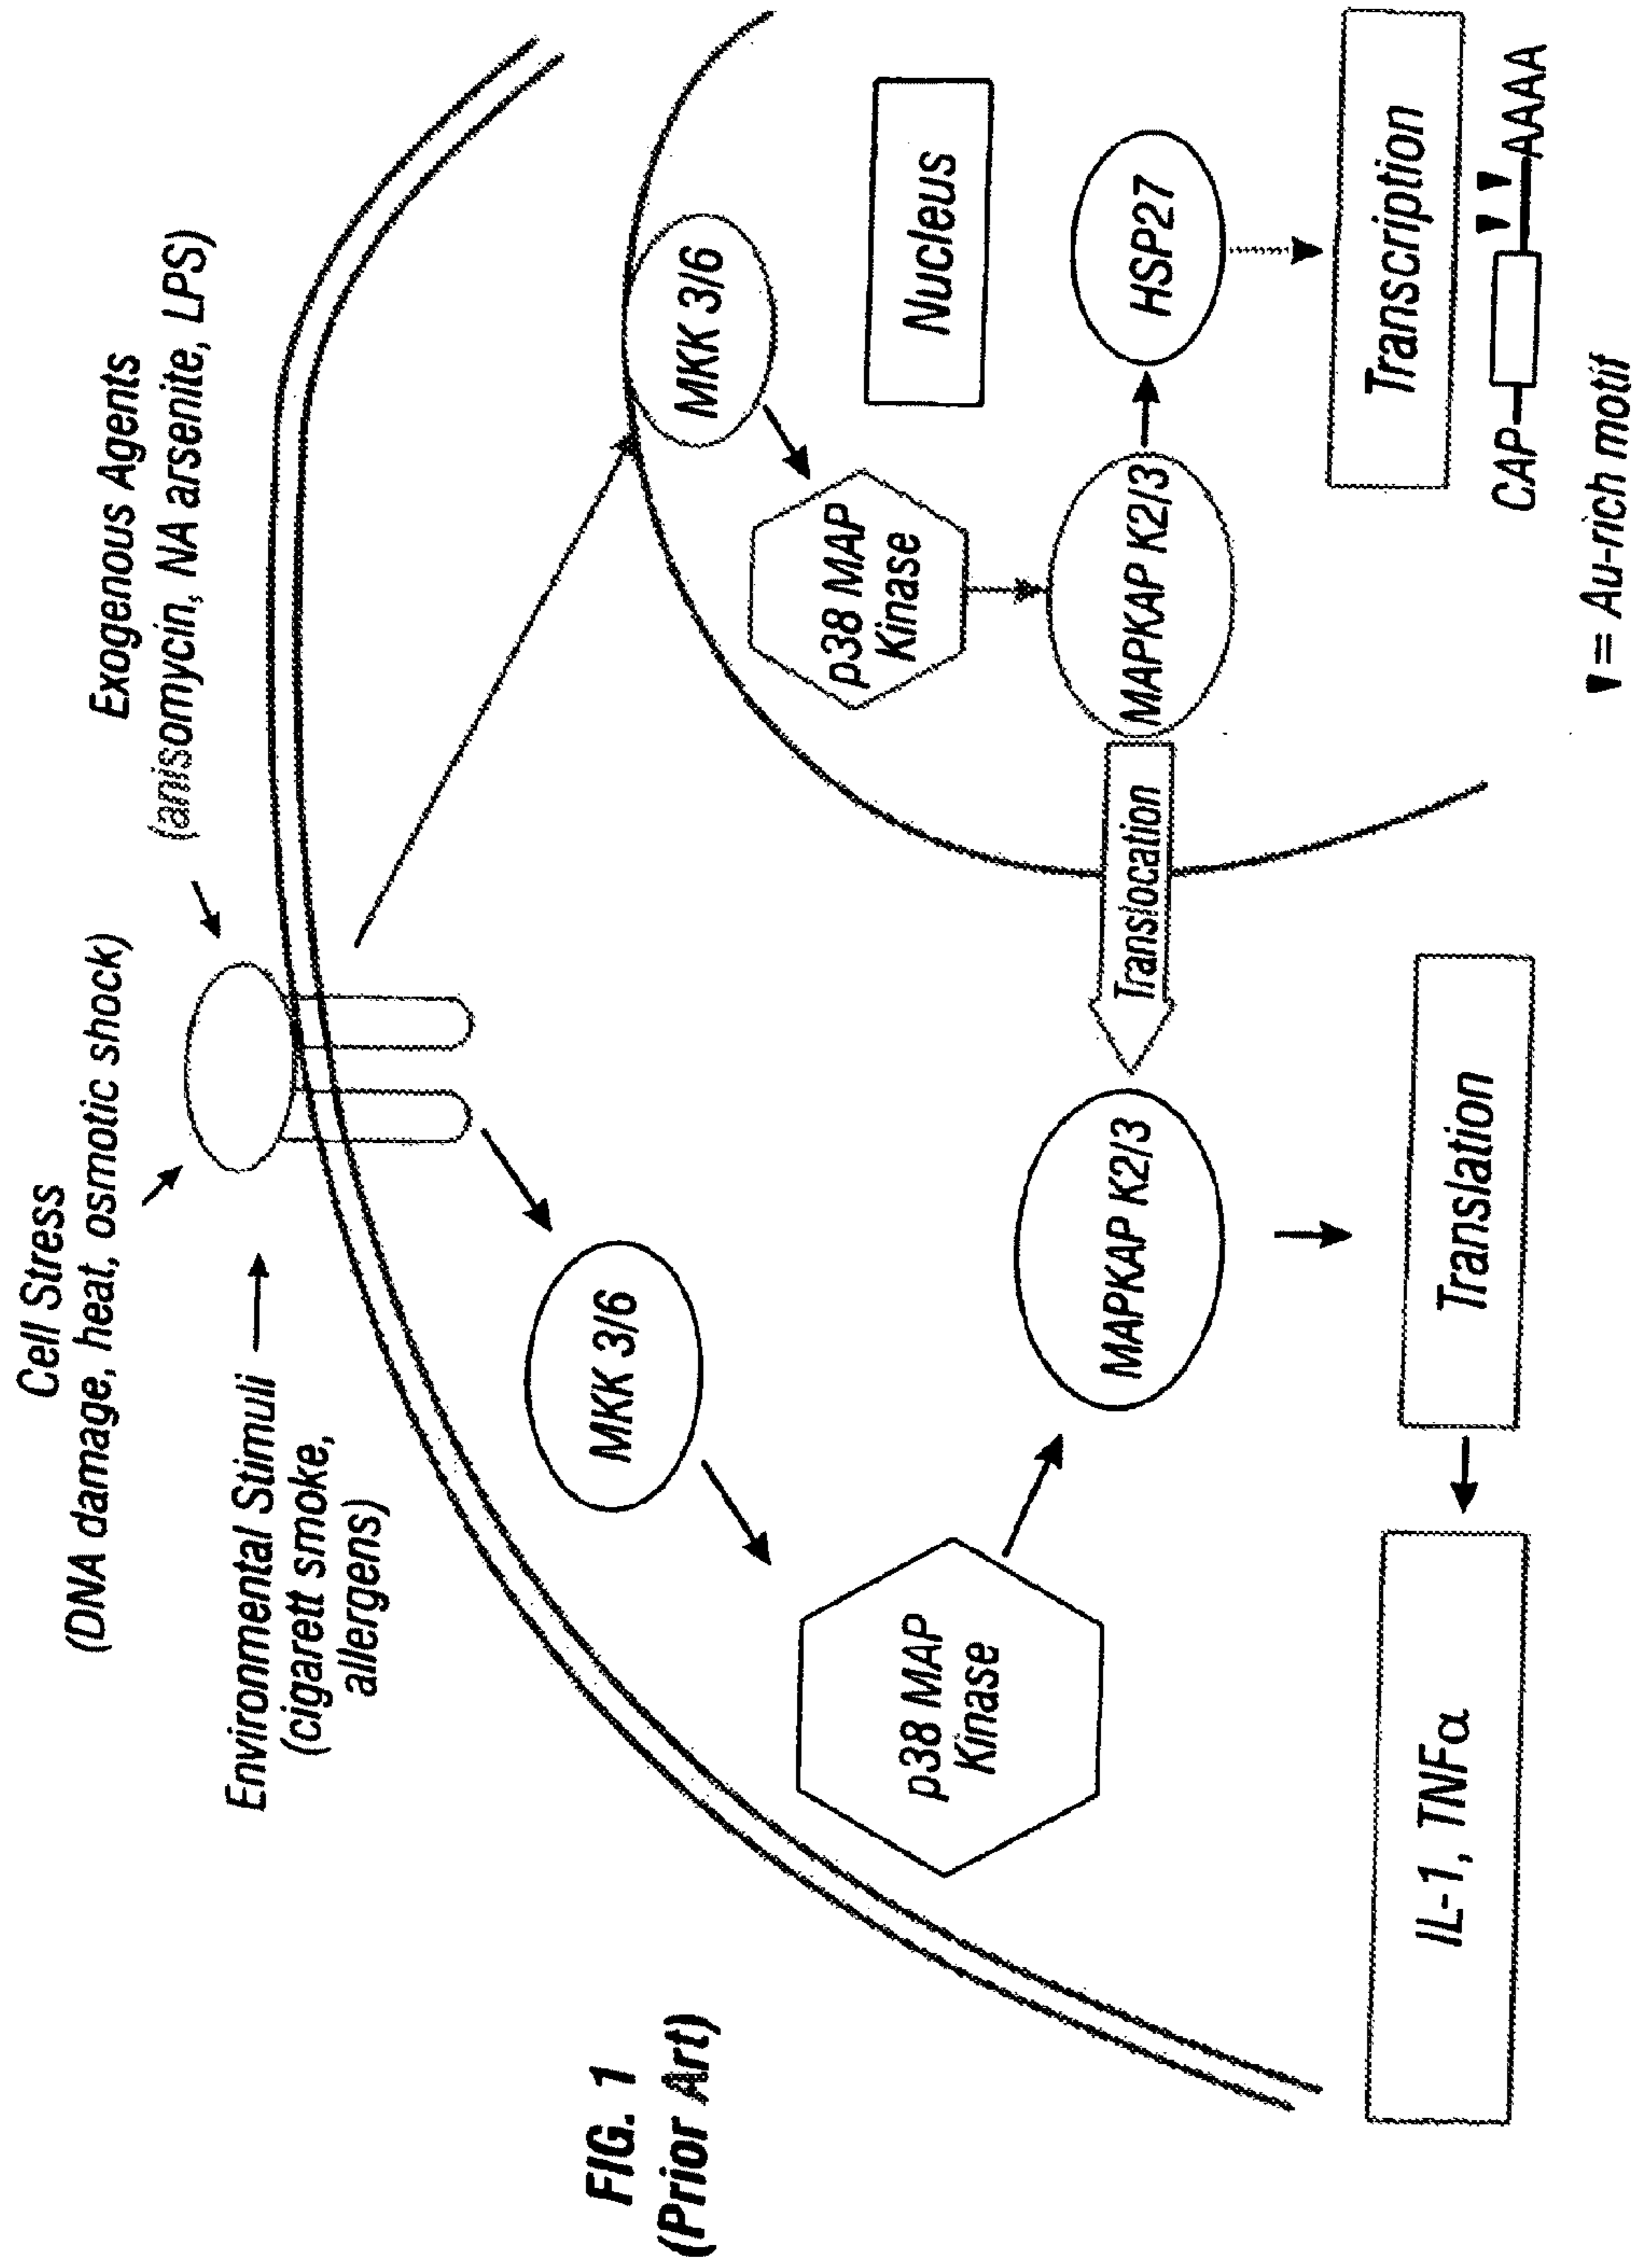 Cell Stress
(DNA damage, heat, osmotic shock)
Exogenous Agents
(anisomycin, NA arsenite, LPS)
Environmental Stimuli
(cigarett smoke,
allergens)
MKK 3/6
p38 MAP
Kinase
MAPKAP K2/3
Translation
IL-1, TNFα
Translocation
MKK 3/6
p38 MAP
Kinase
MAPKAP K2/3
Nucleus
HSP27
Transcription
CAP AAAA
= Au-rich motif
FIG. 1
(Prior Art)